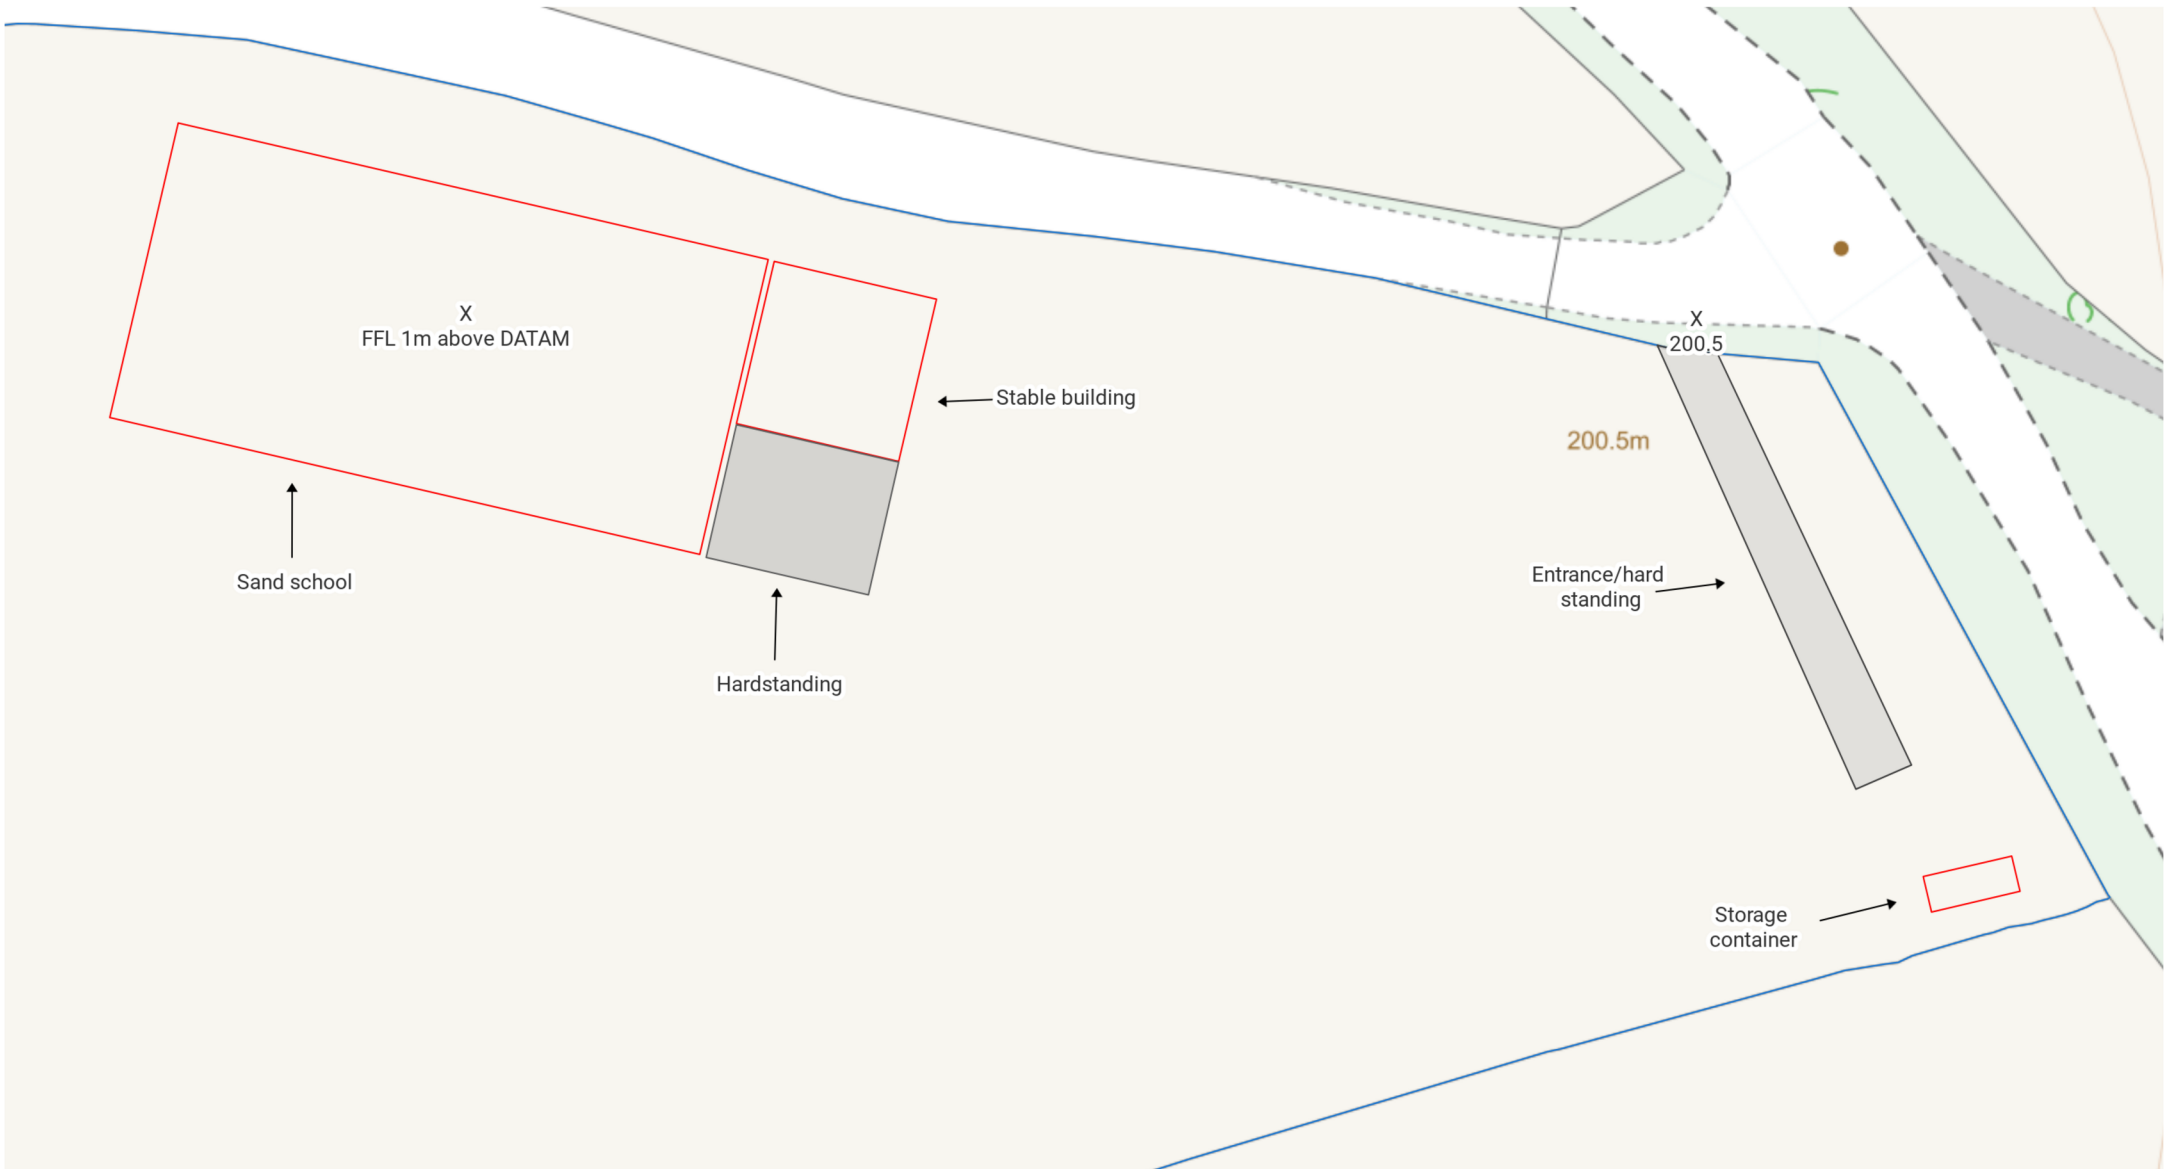 X
FFL 1m above DATAM
X
200.5
Stable building
200.5m
Sand school
Entrance/hard
standing
Hardstanding
Storage
container